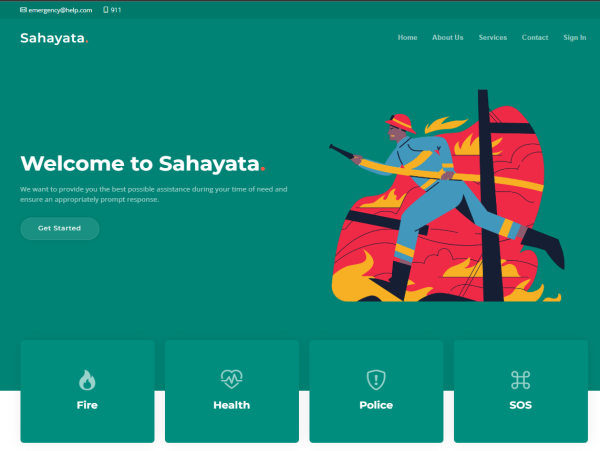 emergency@help.com 911
Sahayata.
Home About Us Services Contact Sign In
Welcome to Sahayata.
We want to provide you the best possible assistance during your time of need and
ensure an appropriately prompt response.
Get Started
Fire Health Police SOS